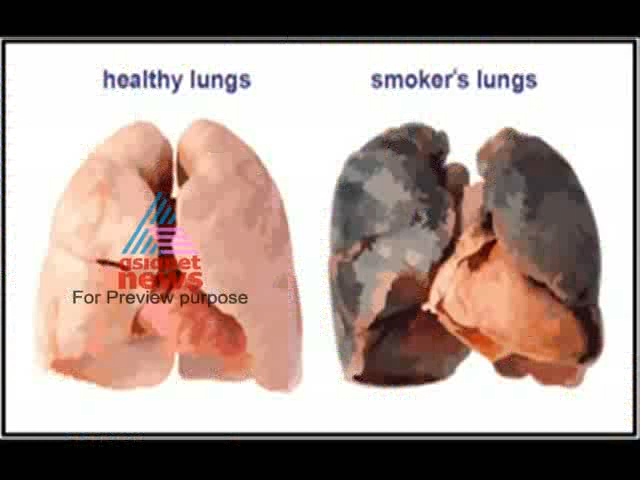 healthy lungs
smoker's lungs
asianet
news
For Preview purpose